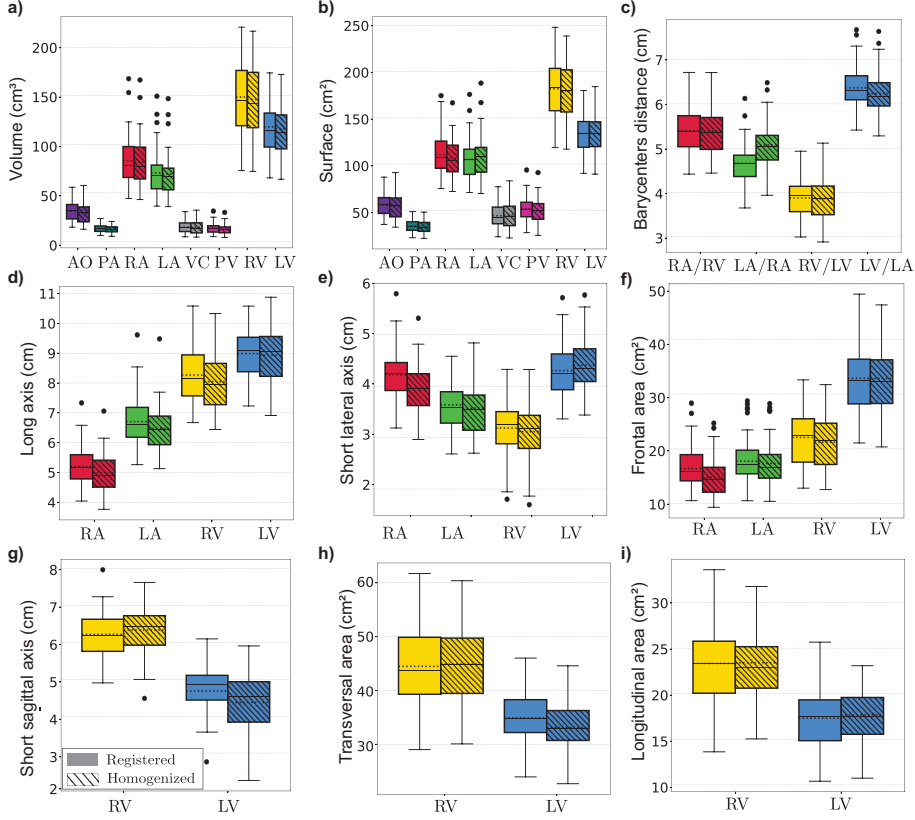 a)
Volume (cm³)
200
150
100
50
0
AO PA RA LA VC PV RV LV
b)
Surface (cm²)
250
200
150
100
50
AO PA RA LA VC PV RV LV
c)
Barycenters distance (cm)
7
6
5
4
3
RA/RV LA/RA RV/LV LV/LA
d)
Long axis (cm)
11
10
9
8
7
6
5
4
RA LA RV LV
e)
Short lateral axis (cm)
6
5
4
3
2
RA LA RV LV
f)
Frontal area (cm²)
50
40
30
20
10
RA LA RV LV
g)
Short sagittal axis (cm)
8
7
6
5
4
3
2
Registered
Homogenized
RV LV
h)
Transversal area (cm²)
60
50
40
30
RV LV
i)
Longitudinal area (cm²)
30
25
20
15
10
RV LV